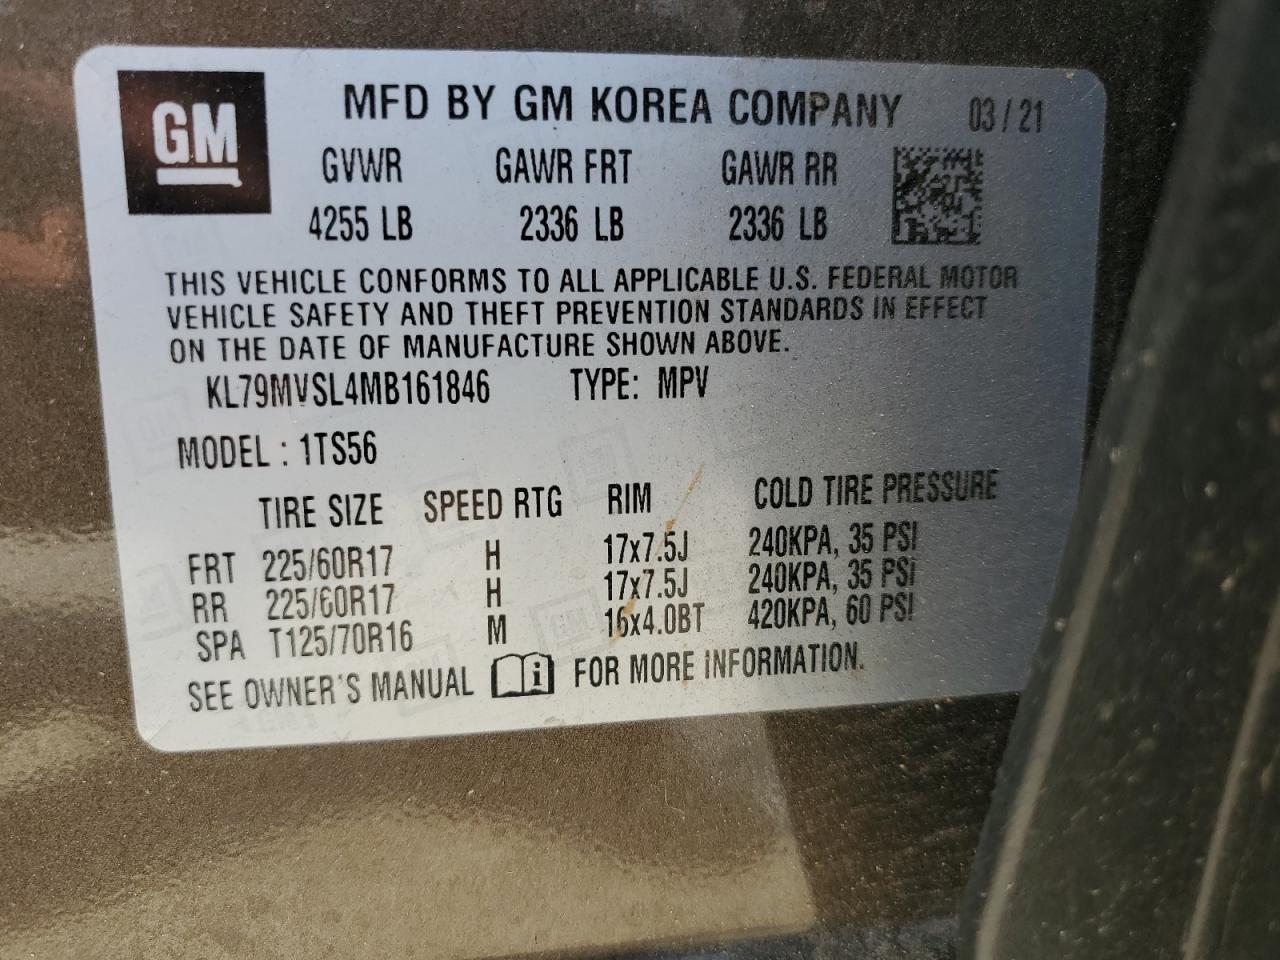 GM
MFD BY GM KOREA COMPANY 03/21
GVWR GAWR FRT GAWR RR
4255 LB 2336 LB 2336 LB
THIS VEHICLE CONFORMS TO ALL APPLICABLE U.S. FEDERAL MOTOR
VEHICLE SAFETY AND THEFT PREVENTION STANDARDS IN EFFECT
ON THE DATE OF MANUFACTURE SHOWN ABOVE.
KL79MVSL4MB161846 TYPE: MPV
MODEL : 1TS56
TIRE SIZE SPEED RTG RIM COLD TIRE PRESSURE
FRT 225/60R17 H 17x7.5J 240KPA, 35 PSI
RR 225/60R17 H 17x7.5J 240KPA, 35 PSI
SPA T125/70R16 M 16x4.0BT 420KPA, 60 PSI
SEE OWNER'S MANUAL FOR MORE INFORMATION.